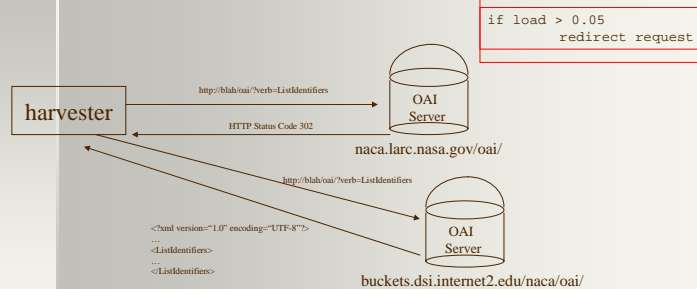 if load > 0.05
redirect request
http://blah/oai/?verb=ListIdentifiers
harvester
OAI
Server
HTTP Status Code 302
naca.larc.nasa.gov/oai/
http://blah/oai/?verb=ListIdentifiers
<?xml version=“1.0” encoding=“UTF-8”?>
…
<ListIdentifiers>
…
</ListIdentifiers>
OAI
Server
buckets.dsi.internet2.edu/naca/oai/